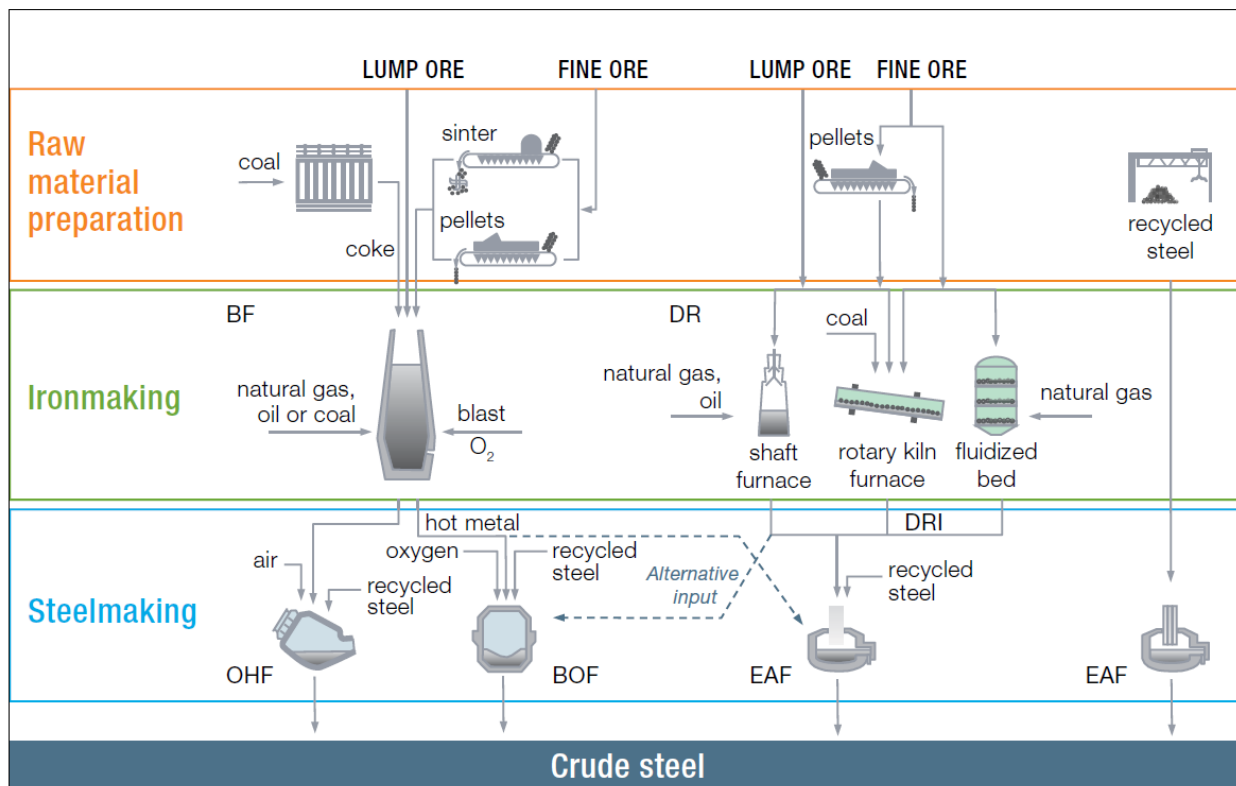 LUMP ORE
FINE ORE
LUMP ORE
FINE ORE
Raw
material
preparation
coal
sinter
pellets
coke
pellets
recycled
steel
BF
DR
coal
Ironmaking
natural gas,
oil or coal
blast
O₂
natural gas,
oil
natural gas
shaft
furnace
rotary kiln
furnace
fluidized
bed
hot metal
DRI
Steelmaking
air
recycled
steel
oxygen
recycled
steel
Alternative
input
recycled
steel
OHF
BOF
EAF
EAF
Crude steel